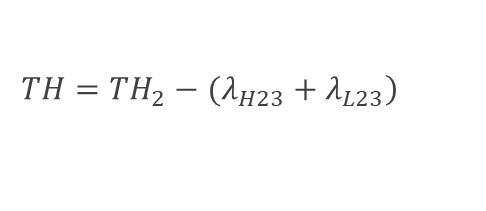 TH = TH₂ − (λ_H23 + λ_L23)